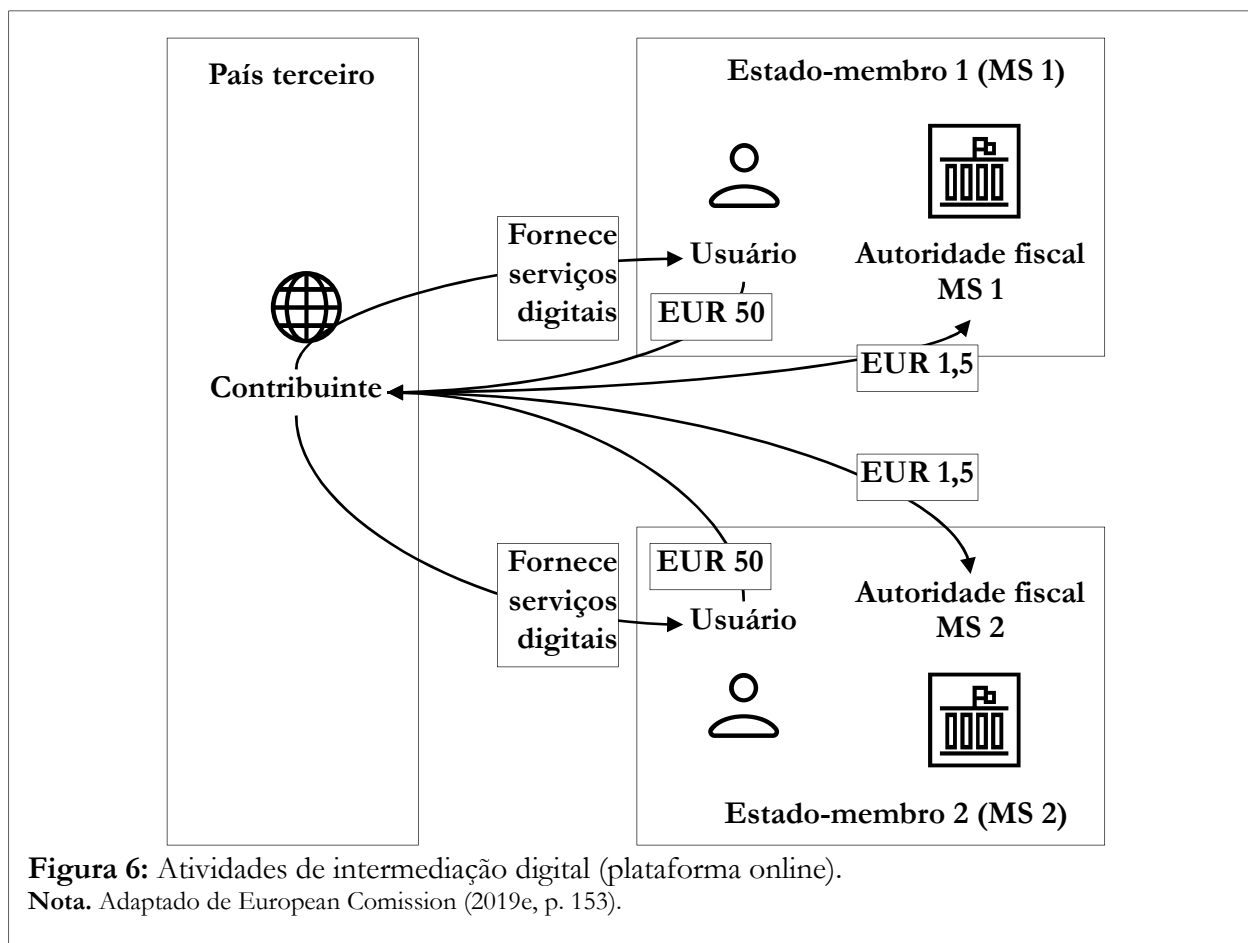 País terceiro
Estado-membro 1 (MS 1)
Fornece
serviços
digitais
Usuário
Autoridade fiscal
MS 1
EUR 50
EUR 1,5
Contribuinte
EUR 1,5
Fornece
serviços
digitais
EUR 50
Usuário
Autoridade fiscal
MS 2
Estado-membro 2 (MS 2)
Figura 6: Atividades de intermediação digital (plataforma online).
Nota. Adaptado de European Comission (2019e, p. 153).